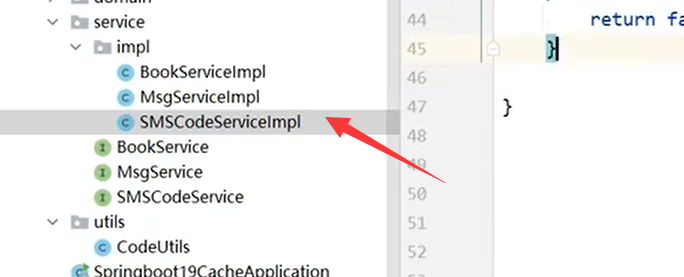 domain
service
impl
BookServiceImpl
MsgServiceImpl
SMSCodeServiceImpl
BookService
MsgService
SMSCodeService
utils
CodeUtils
Springboot19CacheApplication
44 return fa
45 }
46
47 }
48
49
50
51
52
53